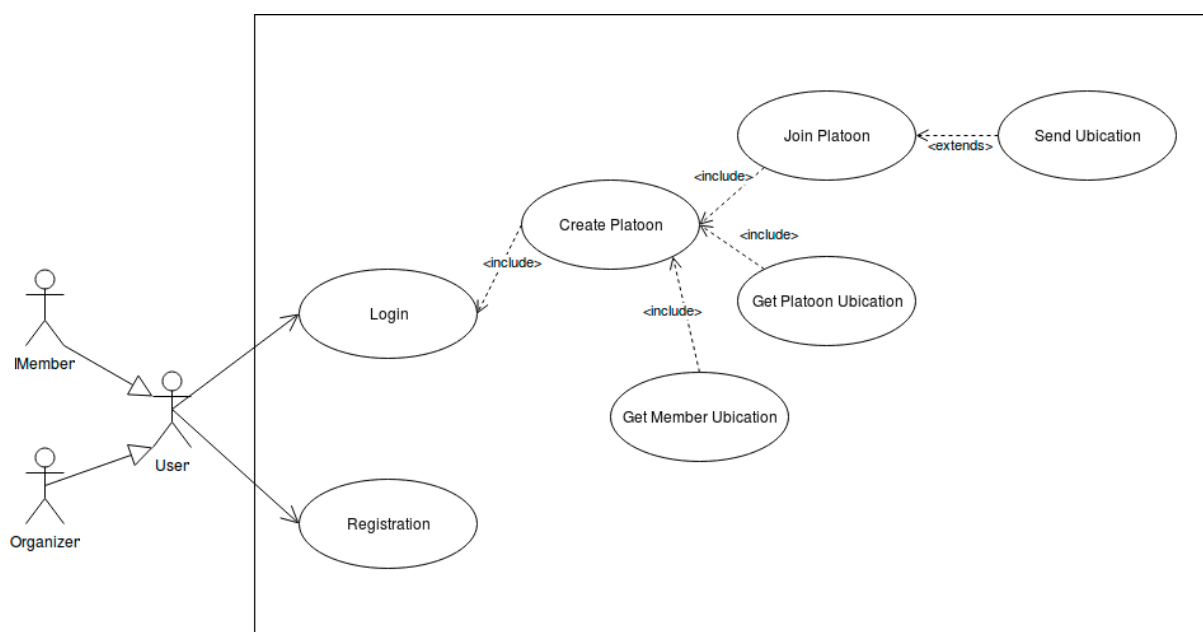 Join Platoon
<extends>
Send Ubication
<include>
Create Platoon
<include>
<include>
Get Platoon Ubication
<include>
Login
Get Member Ubication
Member
User
Organizer
Registration